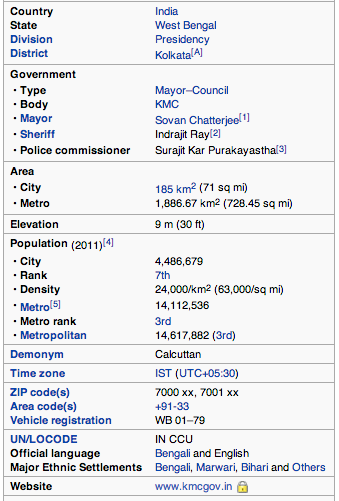 Country India
State West Bengal
Division Presidency
District Kolkata[A]
Government
• Type Mayor–Council
• Body KMC
• Mayor Sovan Chatterjee[1]
• Sheriff Indrajit Ray[2]
• Police commissioner Surajit Kar Purakayastha[3]
Area
• City 185 km2 (71 sq mi)
• Metro 1,886.67 km2 (728.45 sq mi)
Elevation 9 m (30 ft)
Population (2011)[4]
• City 4,486,679
• Rank 7th
• Density 24,000/km2 (63,000/sq mi)
• Metro[5] 14,112,536
• Metro rank 3rd
• Metropolitan 14,617,882 (3rd)
Demonym Calcuttan
Time zone IST (UTC+05:30)
ZIP code(s) 7000 xx, 7001 xx
Area code(s) +91-33
Vehicle registration WB 01–79
UN/LOCODE IN CCU
Official language Bengali and English
Major Ethnic Settlements Bengali, Marwari, Bihari and Others
Website www.kmcgov.in